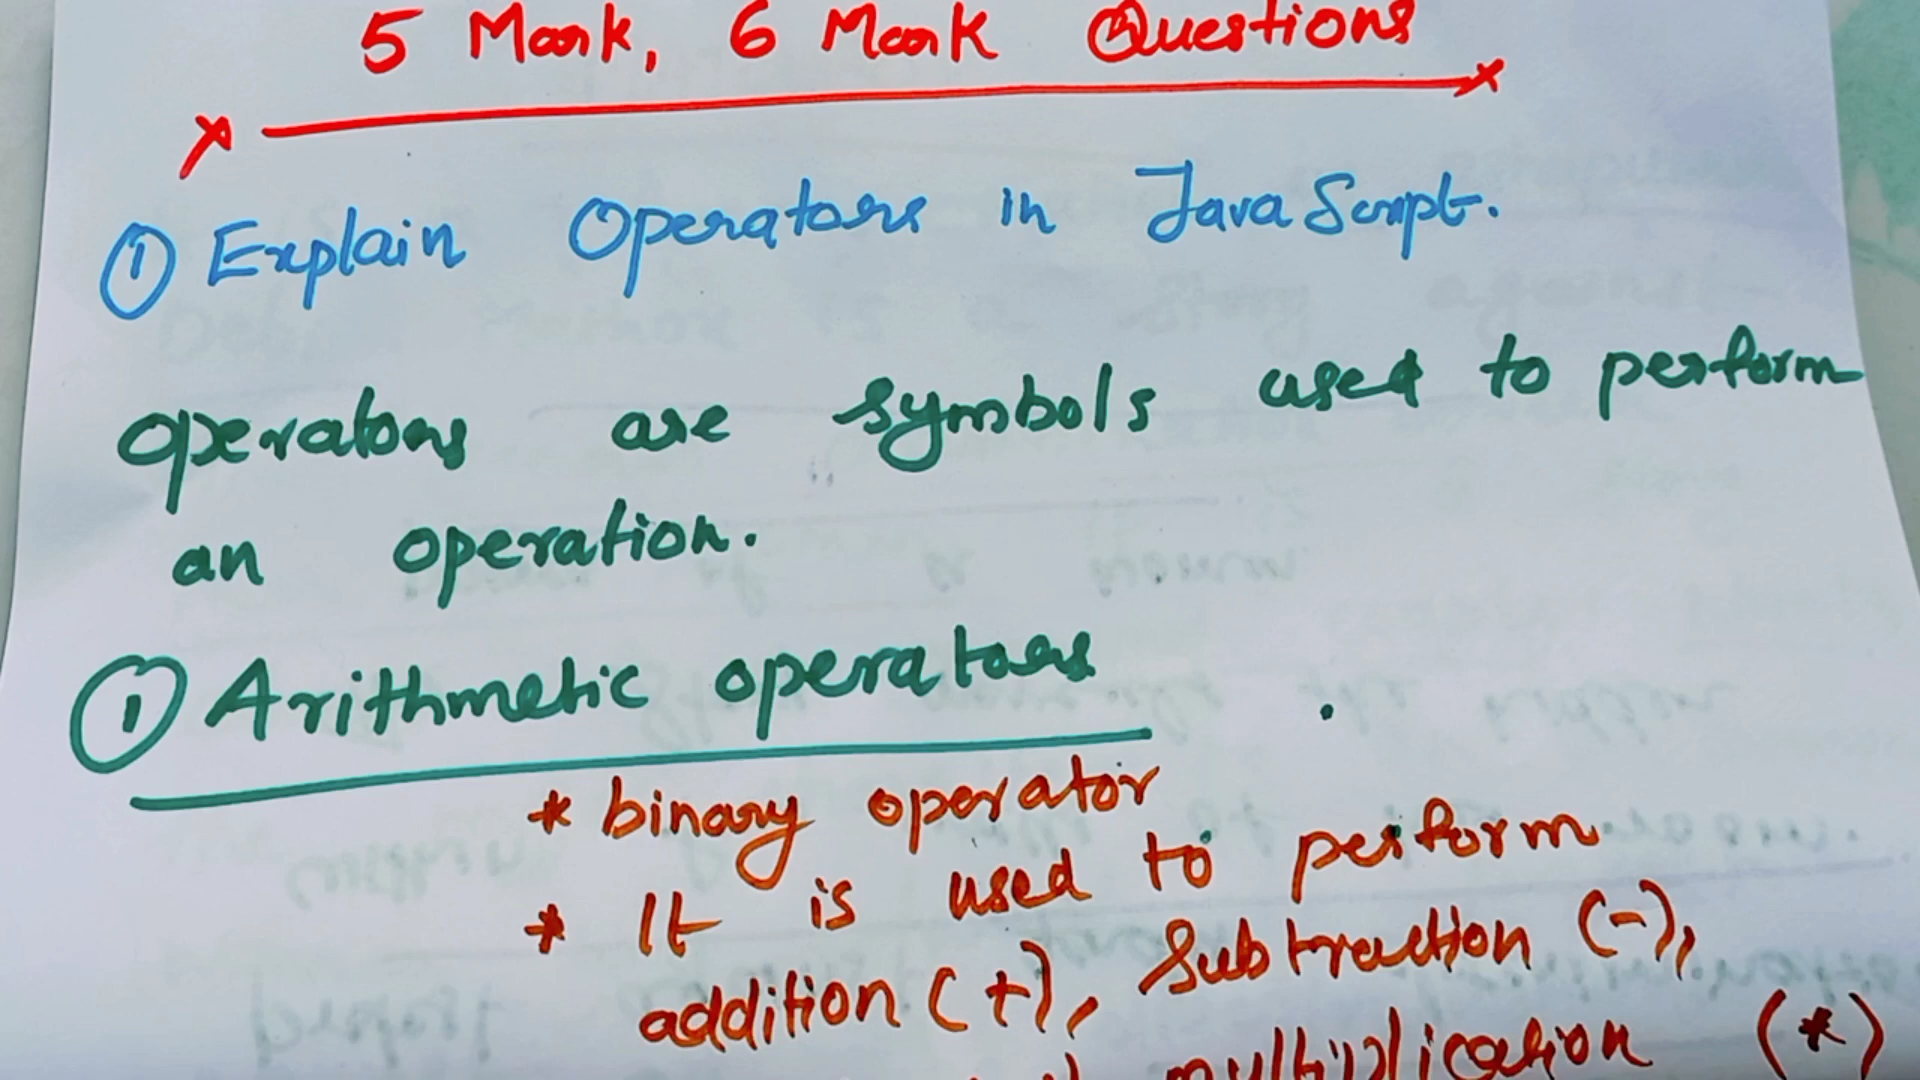 5 Mark, 6 Mark Questions
① Explain Operators in JavaScript.
operators are symbols used to perform
an operation.
① Arithmetic operators
* binary operator
* It is used to perform
addition (+), Subtraction (-),
multiplication (*)